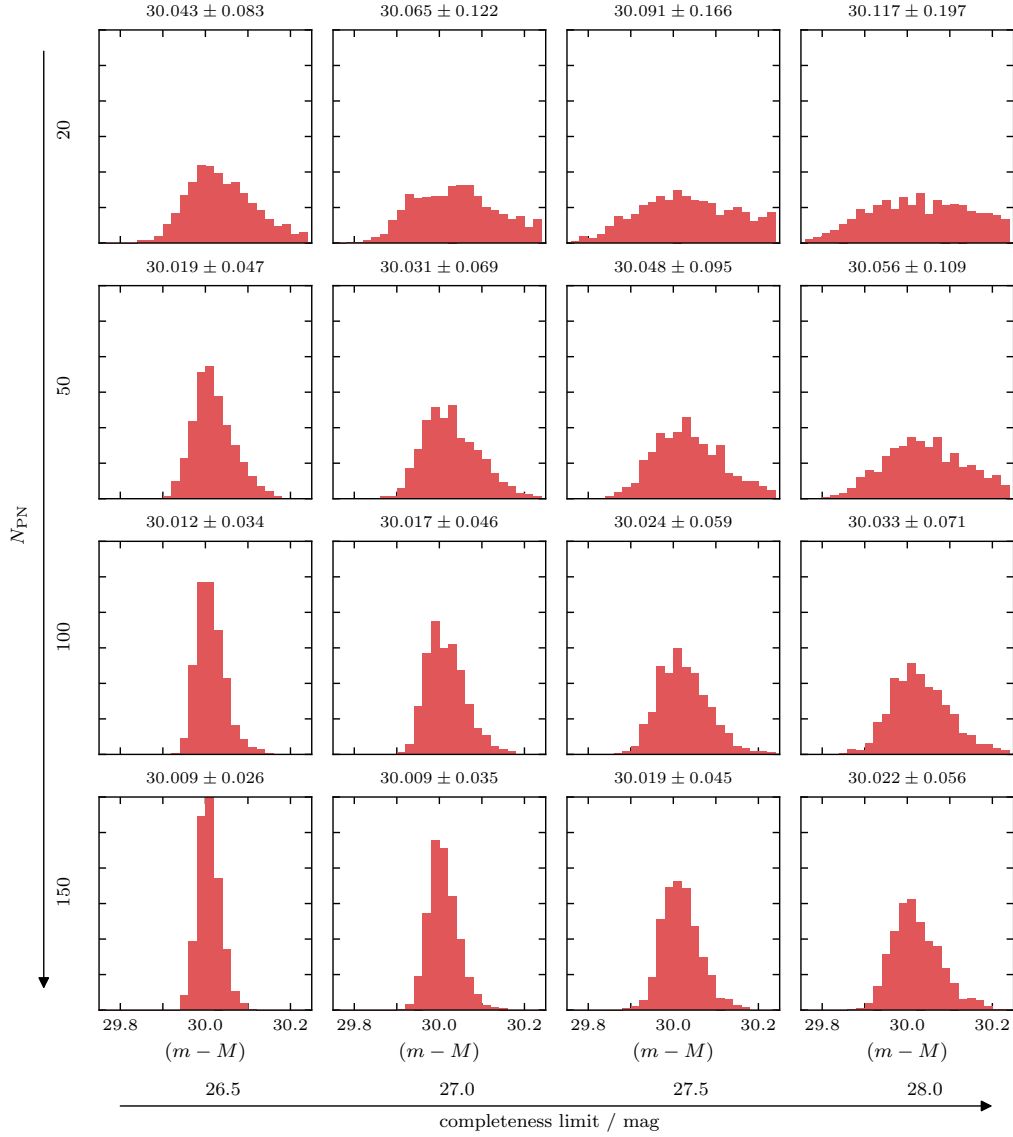 30.043 ± 0.083 30.065 ± 0.122 30.091 ± 0.166 30.117 ± 0.197
20
30.019 ± 0.047 30.031 ± 0.069 30.048 ± 0.095 30.056 ± 0.109
50
N_PN
30.012 ± 0.034 30.017 ± 0.046 30.024 ± 0.059 30.033 ± 0.071
100
30.009 ± 0.026 30.009 ± 0.035 30.019 ± 0.045 30.022 ± 0.056
150
29.8 30.0 30.2 29.8 30.0 30.2 29.8 30.0 30.2 29.8 30.0 30.2
(m − M) (m − M) (m − M) (m − M)
26.5 27.0 27.5 28.0
completeness limit / mag